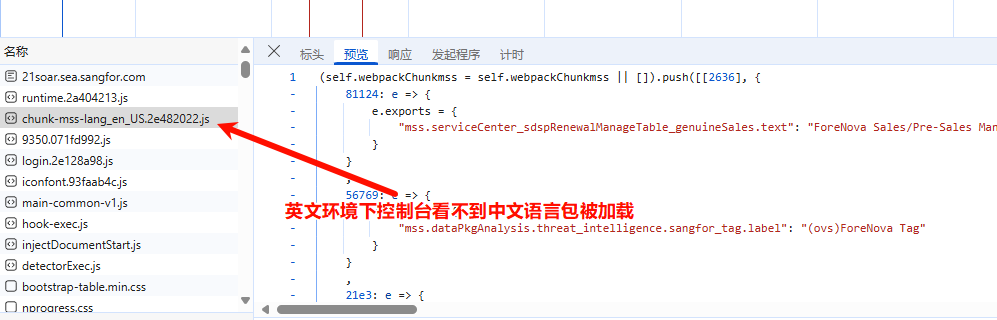 名称
21soar.sea.sangfor.com
runtime.2a404213.js
chunk-mss-lang_en_US.2e482022.js
9350.071fd992.js
login.2e128a98.js
iconfont.93faab4c.js
main-common-v1.js
hook-exec.js
injectDocumentStart.js
detectorExec.js
bootstrap-table.min.css
nprogress.css
标头 预览 响应 发起程序 计时
1 (self.webpackChunkmss = self.webpackChunkmss || []).push([[2636], {
- 81124: e => {
- e.exports = {
- "mss.serviceCenter_sdspRenewalManageTable_genuineSales.text": "ForeNova Sales/Pre-Sales Man
- }
- }
- ,
- 56769: e => {
英文环境下控制台看不到中文语言包被加载
- "mss.dataPkgAnalysis.threat_intelligence.sangfor_tag.label": "(ovs)ForeNova Tag"
- }
- }
- ,
- 21e3: e => {